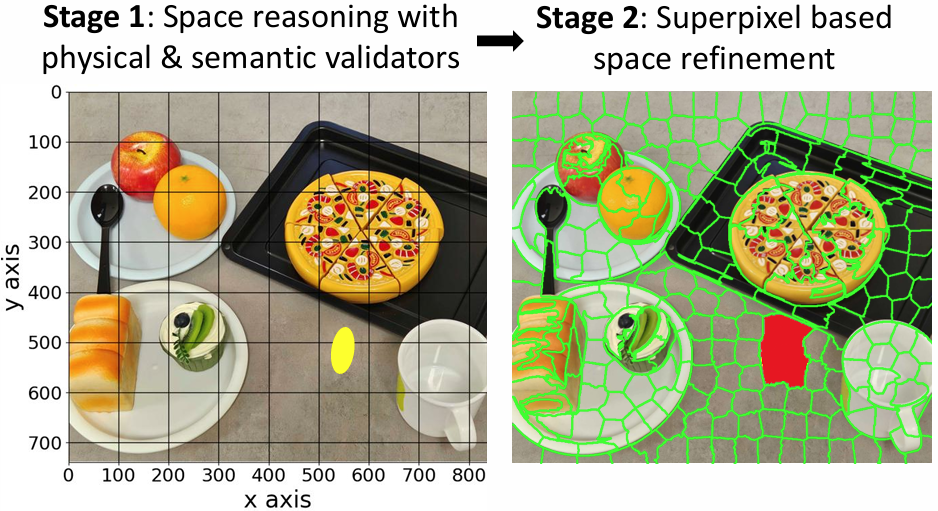 Stage 1: Space reasoning with
physical & semantic validators
Stage 2: Superpixel based
space refinement
0
100
200
300
400
500
600
700
y axis
0 100 200 300 400 500 600 700 800
x axis